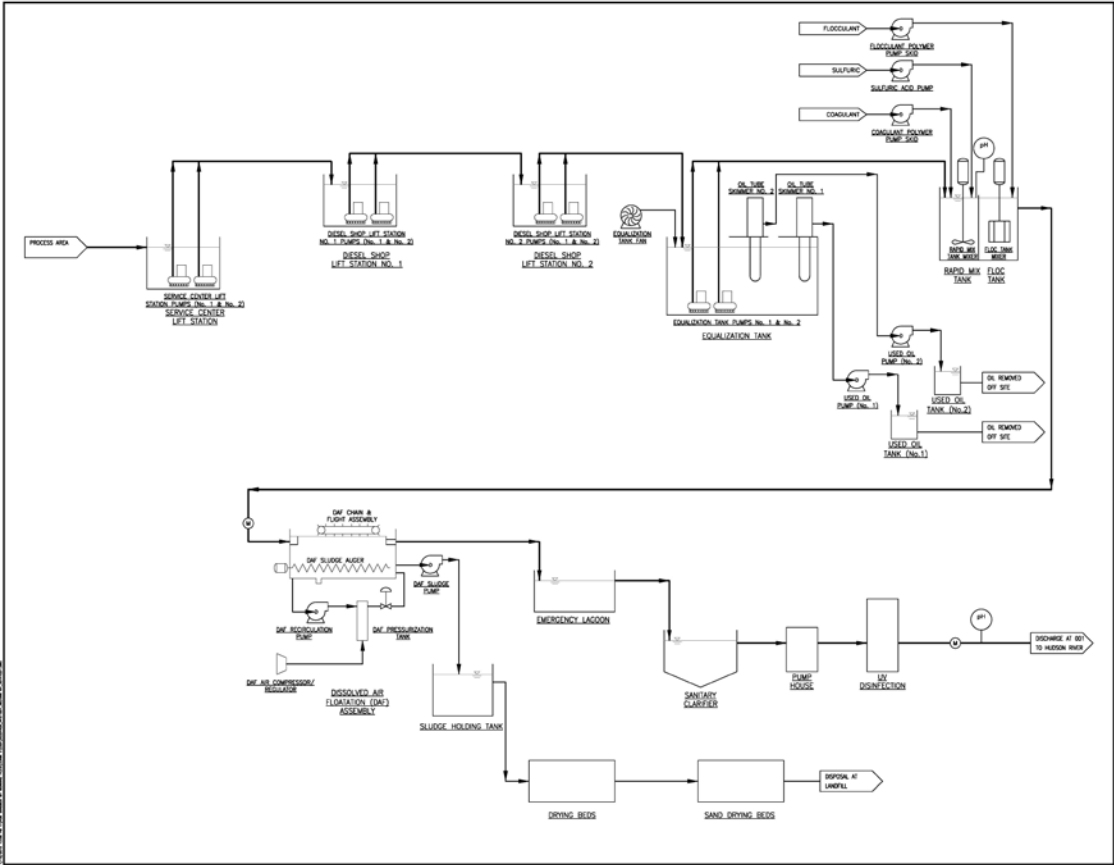 FLOCCULANT
FLOCCULANT POLYMER
PUMP SKID
SULFURIC
SULFURIC ACID PUMP
COAGULANT
COAGULANT POLYMER
PUMP SKID
pH
OIL TUBE
SKIMMER NO. 2
OIL TUBE
SKIMMER NO. 1
EQUALIZATION
TANK FAN
PROCESS AREA
DIESEL SHOP LIFT STATION
NO. 1 PUMPS (No. 1 & No. 2)
DIESEL SHOP
LIFT STATION NO. 1
DIESEL SHOP LIFT STATION
NO. 2 PUMPS (No. 1 & No. 2)
DIESEL SHOP
LIFT STATION NO. 2
RAPID MIX
TANK MIXER
FLOC TANK
MIXER
RAPID MIX
TANK
FLOC
TANK
SERVICE CENTER LIFT
STATION PUMPS (No. 1 & No. 2)
SERVICE CENTER
LIFT STATION
EQUALIZATION TANK PUMPS No. 1 & No. 2
EQUALIZATION TANK
USED OIL
PUMP (No. 2)
USED OIL
TANK (No.2)
OIL REMOVED
OFF SITE
USED OIL
PUMP (No. 1)
USED OIL
TANK (No.1)
OIL REMOVED
OFF SITE
M
DAF CHAIN &
FLIGHT ASSEMBLY
DAF SLUDGE AUGER
DAF SLUDGE
PUMP
DAF RECIRCULATION
PUMP
DAF PRESSURIZATION
TANK
DAF AIR COMPRESSOR/
REGULATOR
DISSOLVED AIR
FLOATATION (DAF)
ASSEMBLY
SLUDGE HOLDING TANK
EMERGENCY LAGOON
SANITARY
CLARIFIER
PUMP
HOUSE
UV
DISINFECTION
M
pH
DISCHARGE AT 001
TO HUDSON RIVER
DRYING BEDS
SAND DRYING BEDS
DISPOSAL AT
LANDFILL